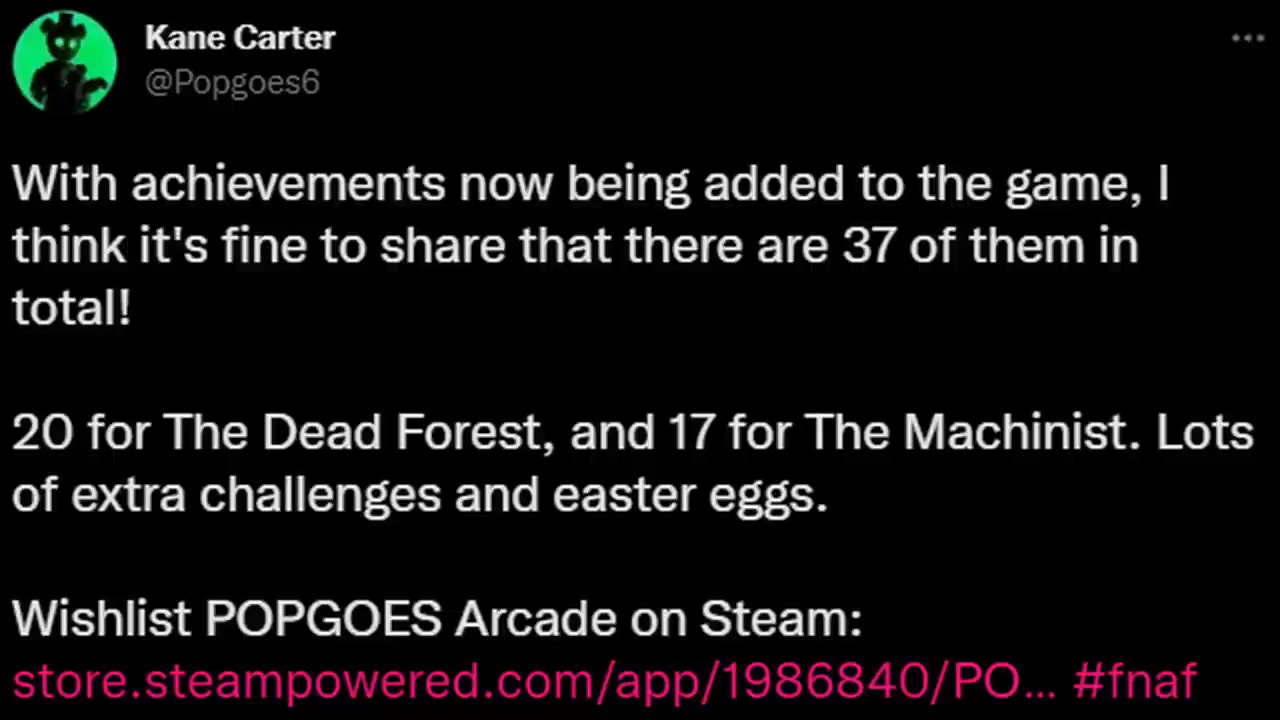 Kane Carter
@Popgoes6
With achievements now being added to the game, I
think it's fine to share that there are 37 of them in
total!
20 for The Dead Forest, and 17 for The Machinist. Lots
of extra challenges and easter eggs.
Wishlist POPGOES Arcade on Steam:
store.steampowered.com/app/1986840/PO... #fnaf